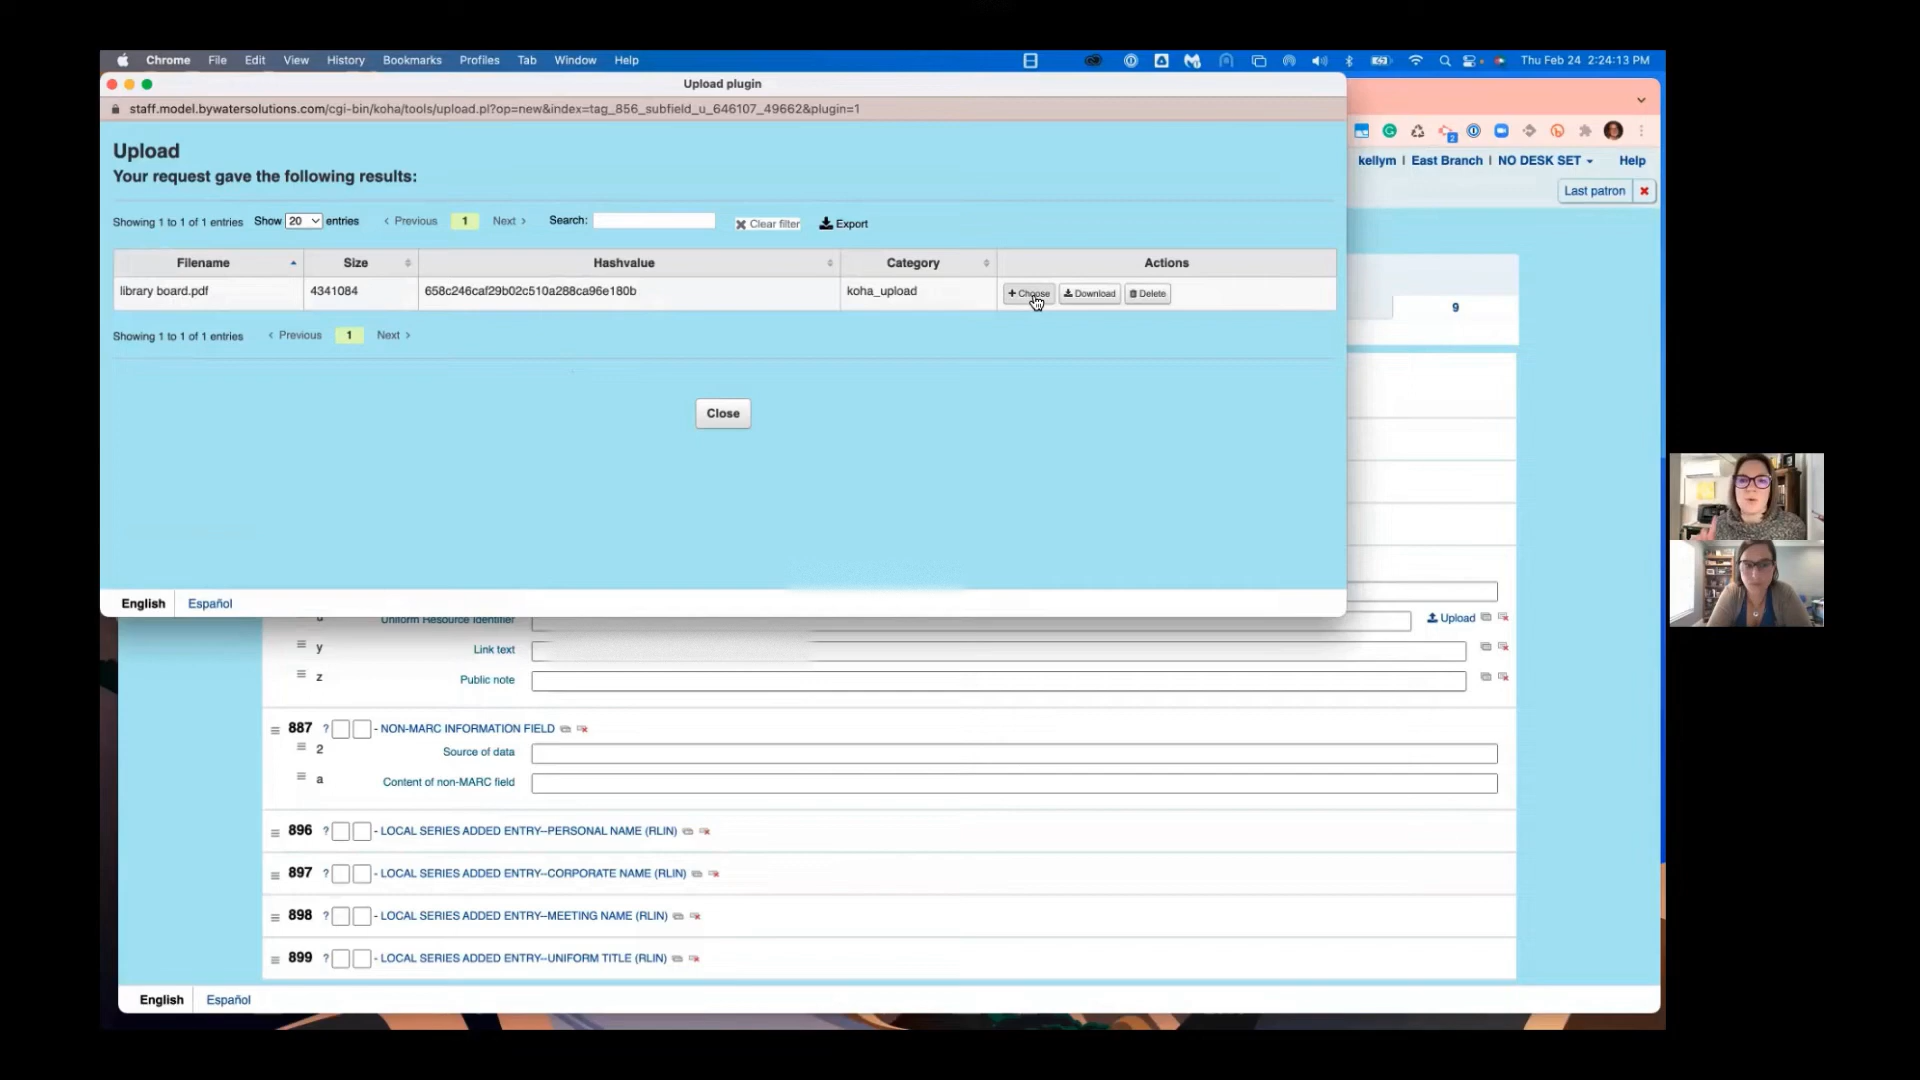 Chrome File Edit View History Bookmarks Profiles Tab Window Help Thu Feb 24 2:24:13 PM
Upload plugin
staff.model.bywatersolutions.com/cgi-bin/koha/tools/upload.pl?op=new&index=tag_856_subfield_u_646107_49662&plugin=1
Upload
Your request gave the following results:
kellym | East Branch | NO DESK SET Help
Last patron
Showing 1 to 1 of 1 entries Show 20 entries Previous 1 Next Search: Clear filter Export
Filename Size Hashvalue Category Actions
library board.pdf 4341084 658c246caf29b02c510a288ca96e180b koha_upload + Choose Download Delete
9
Showing 1 to 1 of 1 entries Previous 1 Next
Close
English Español
u Uniform Resource Identifier Upload
y Link text
z Public note
887 ? - NON-MARC INFORMATION FIELD
2 Source of data
a Content of non-MARC field
896 ? - LOCAL SERIES ADDED ENTRY--PERSONAL NAME (RLIN)
897 ? - LOCAL SERIES ADDED ENTRY--CORPORATE NAME (RLIN)
898 ? - LOCAL SERIES ADDED ENTRY--MEETING NAME (RLIN)
899 ? - LOCAL SERIES ADDED ENTRY--UNIFORM TITLE (RLIN)
English Español